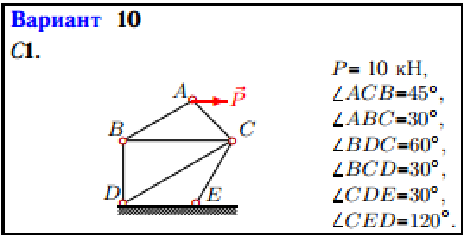 Вариант 10
C1.
P= 10 кН,
∠ACB=45°,
∠ABC=30°,
∠BDC=60°,
∠BCD=30°,
∠CDE=30°,
∠CED=120°.
A
P⃗
B
C
D
E